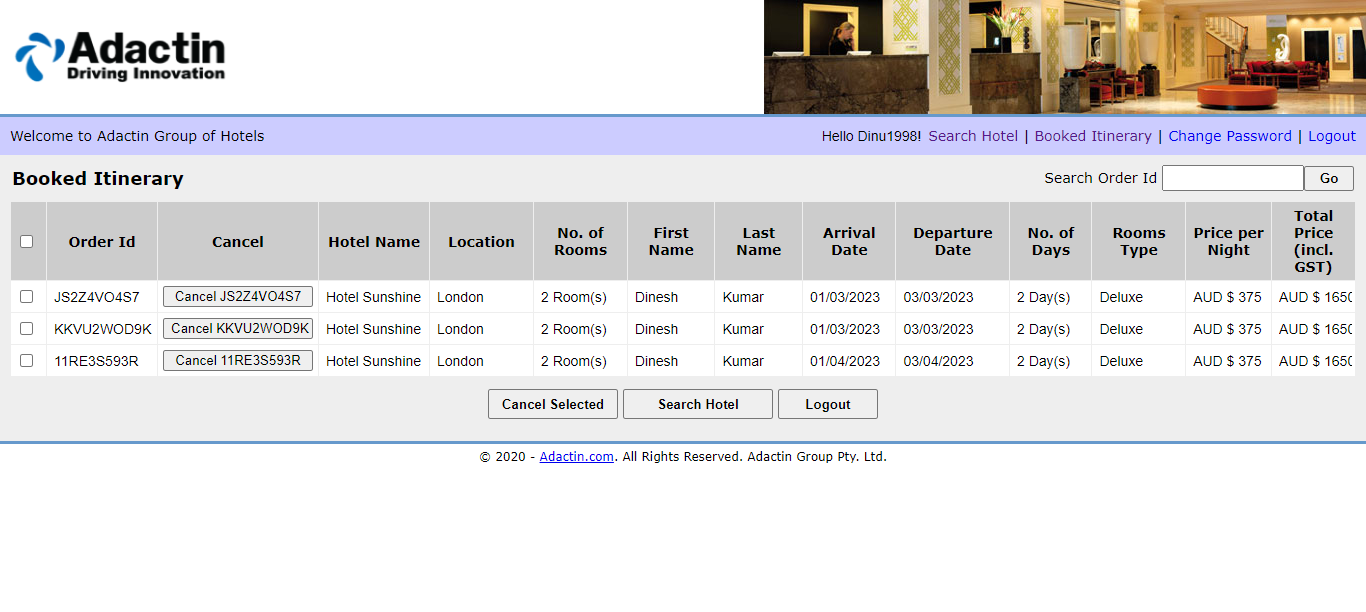 Adactin
Driving Innovation
Welcome to Adactin Group of Hotels Hello Dinu1998! Search Hotel | Booked Itinerary | Change Password | Logout
Booked Itinerary Search Order Id Go
Order Id Cancel Hotel Name Location No. of Rooms First Name Last Name Arrival Date Departure Date No. of Days Rooms Type Price per Night Total Price (incl. GST)
JS2Z4VO4S7 Cancel JS2Z4VO4S7 Hotel Sunshine London 2 Room(s) Dinesh Kumar 01/03/2023 03/03/2023 2 Day(s) Deluxe AUD $ 375 AUD $ 1650
KKVU2WOD9K Cancel KKVU2WOD9K Hotel Sunshine London 2 Room(s) Dinesh Kumar 01/03/2023 03/03/2023 2 Day(s) Deluxe AUD $ 375 AUD $ 1650
11RE3S593R Cancel 11RE3S593R Hotel Sunshine London 2 Room(s) Dinesh Kumar 01/04/2023 03/04/2023 2 Day(s) Deluxe AUD $ 375 AUD $ 1650
Cancel Selected Search Hotel Logout
© 2020 - Adactin.com. All Rights Reserved. Adactin Group Pty. Ltd.